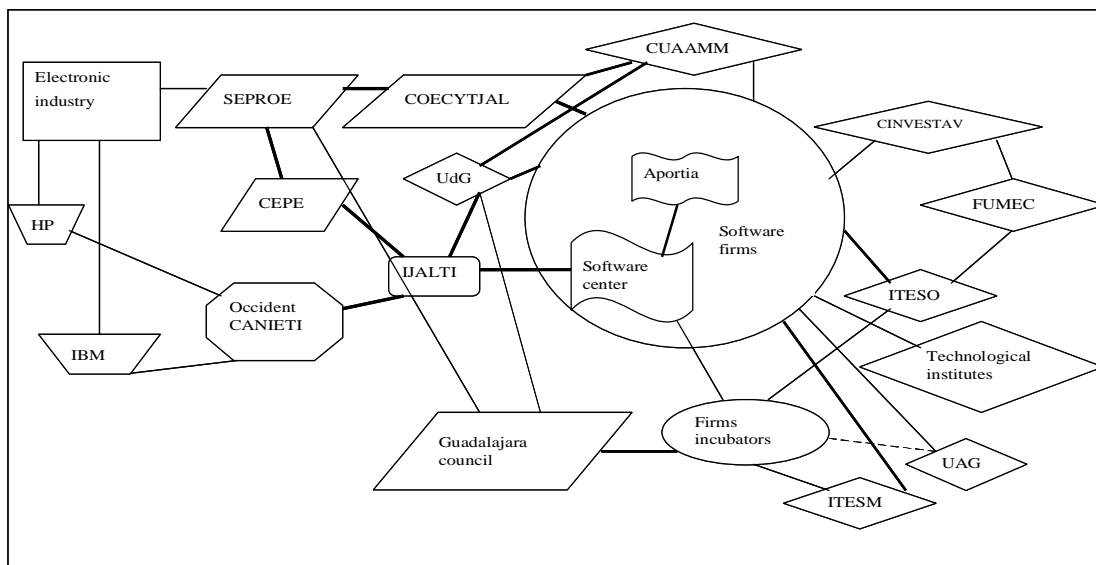 CUAAMM
Electronic
industry
SEPROE
COECYTJAL
CINVESTAV
UdG
Aportia
CEPE
FUMEC
HP
Software
firms
IJALTI
Software
center
Occident
CANIETI
ITESO
IBM
Technological
institutes
Firms
incubators
Guadalajara
council
UAG
ITESM